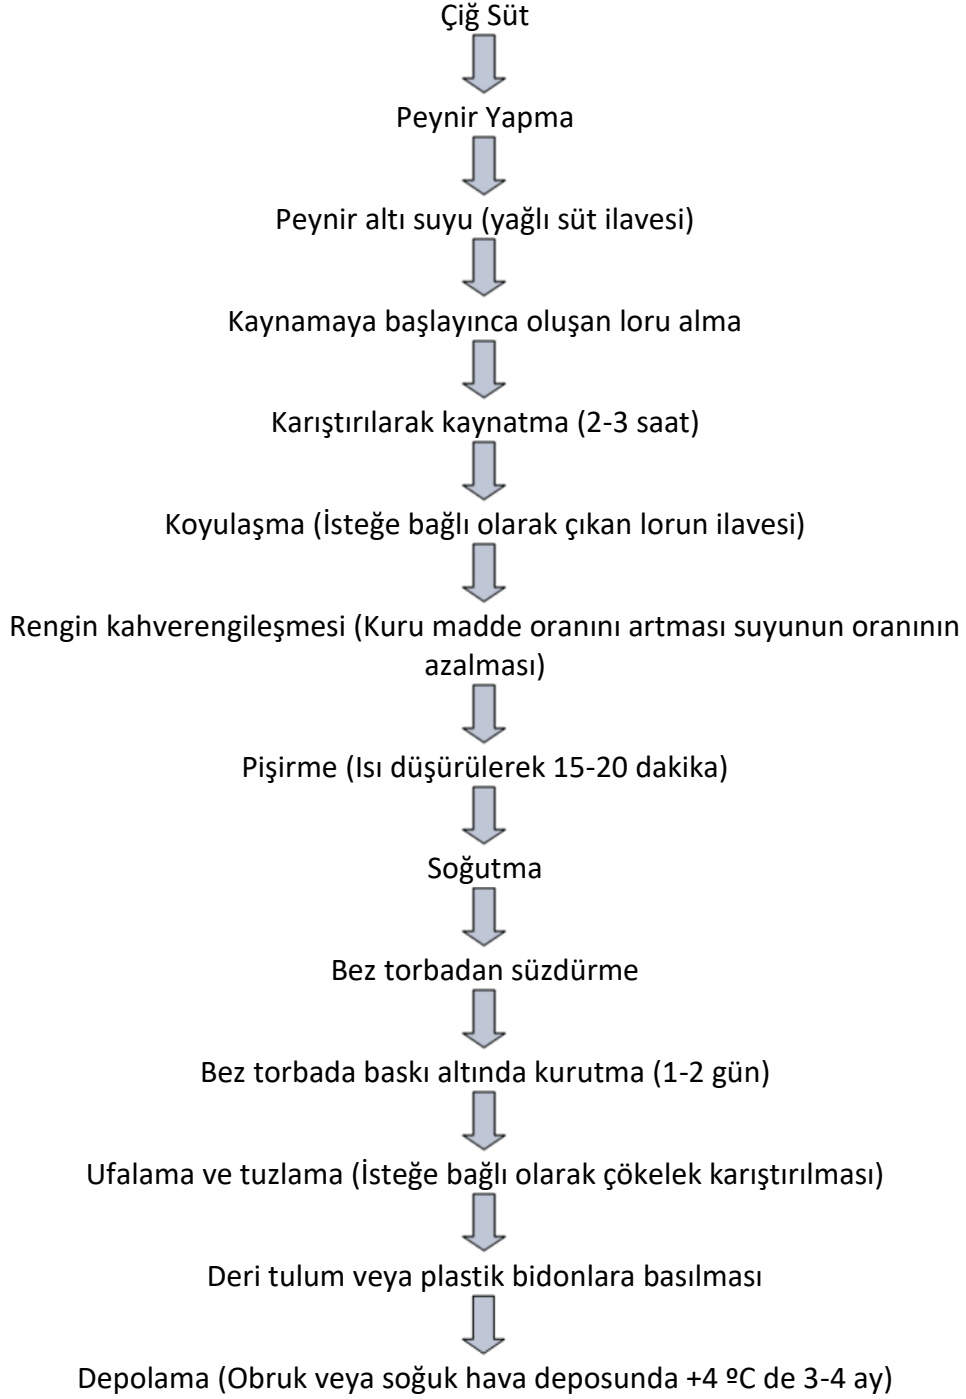 Çiğ Süt
Peynir Yapma
Peynir altı suyu (yağlı süt ilavesi)
Kaynamaya başlayınca oluşan loru alma
Karıştırılarak kaynatma (2-3 saat)
Koyulaşma (İsteğe bağlı olarak çıkan lorun ilavesi)
Rengin kahverengileşmesi (Kuru madde oranını artması suyunun oranının
azalması)
Pişirme (Isı düşürülerek 15-20 dakika)
Soğutma
Bez torbadan süzdürme
Bez torbada baskı altında kurutma (1-2 gün)
Ufalama ve tuzlama (İsteğe bağlı olarak çökelek karıştırılması)
Deri tulum veya plastik bidonlara basılması
Depolama (Obruk veya soğuk hava deposunda +4 ºC de 3-4 ay)